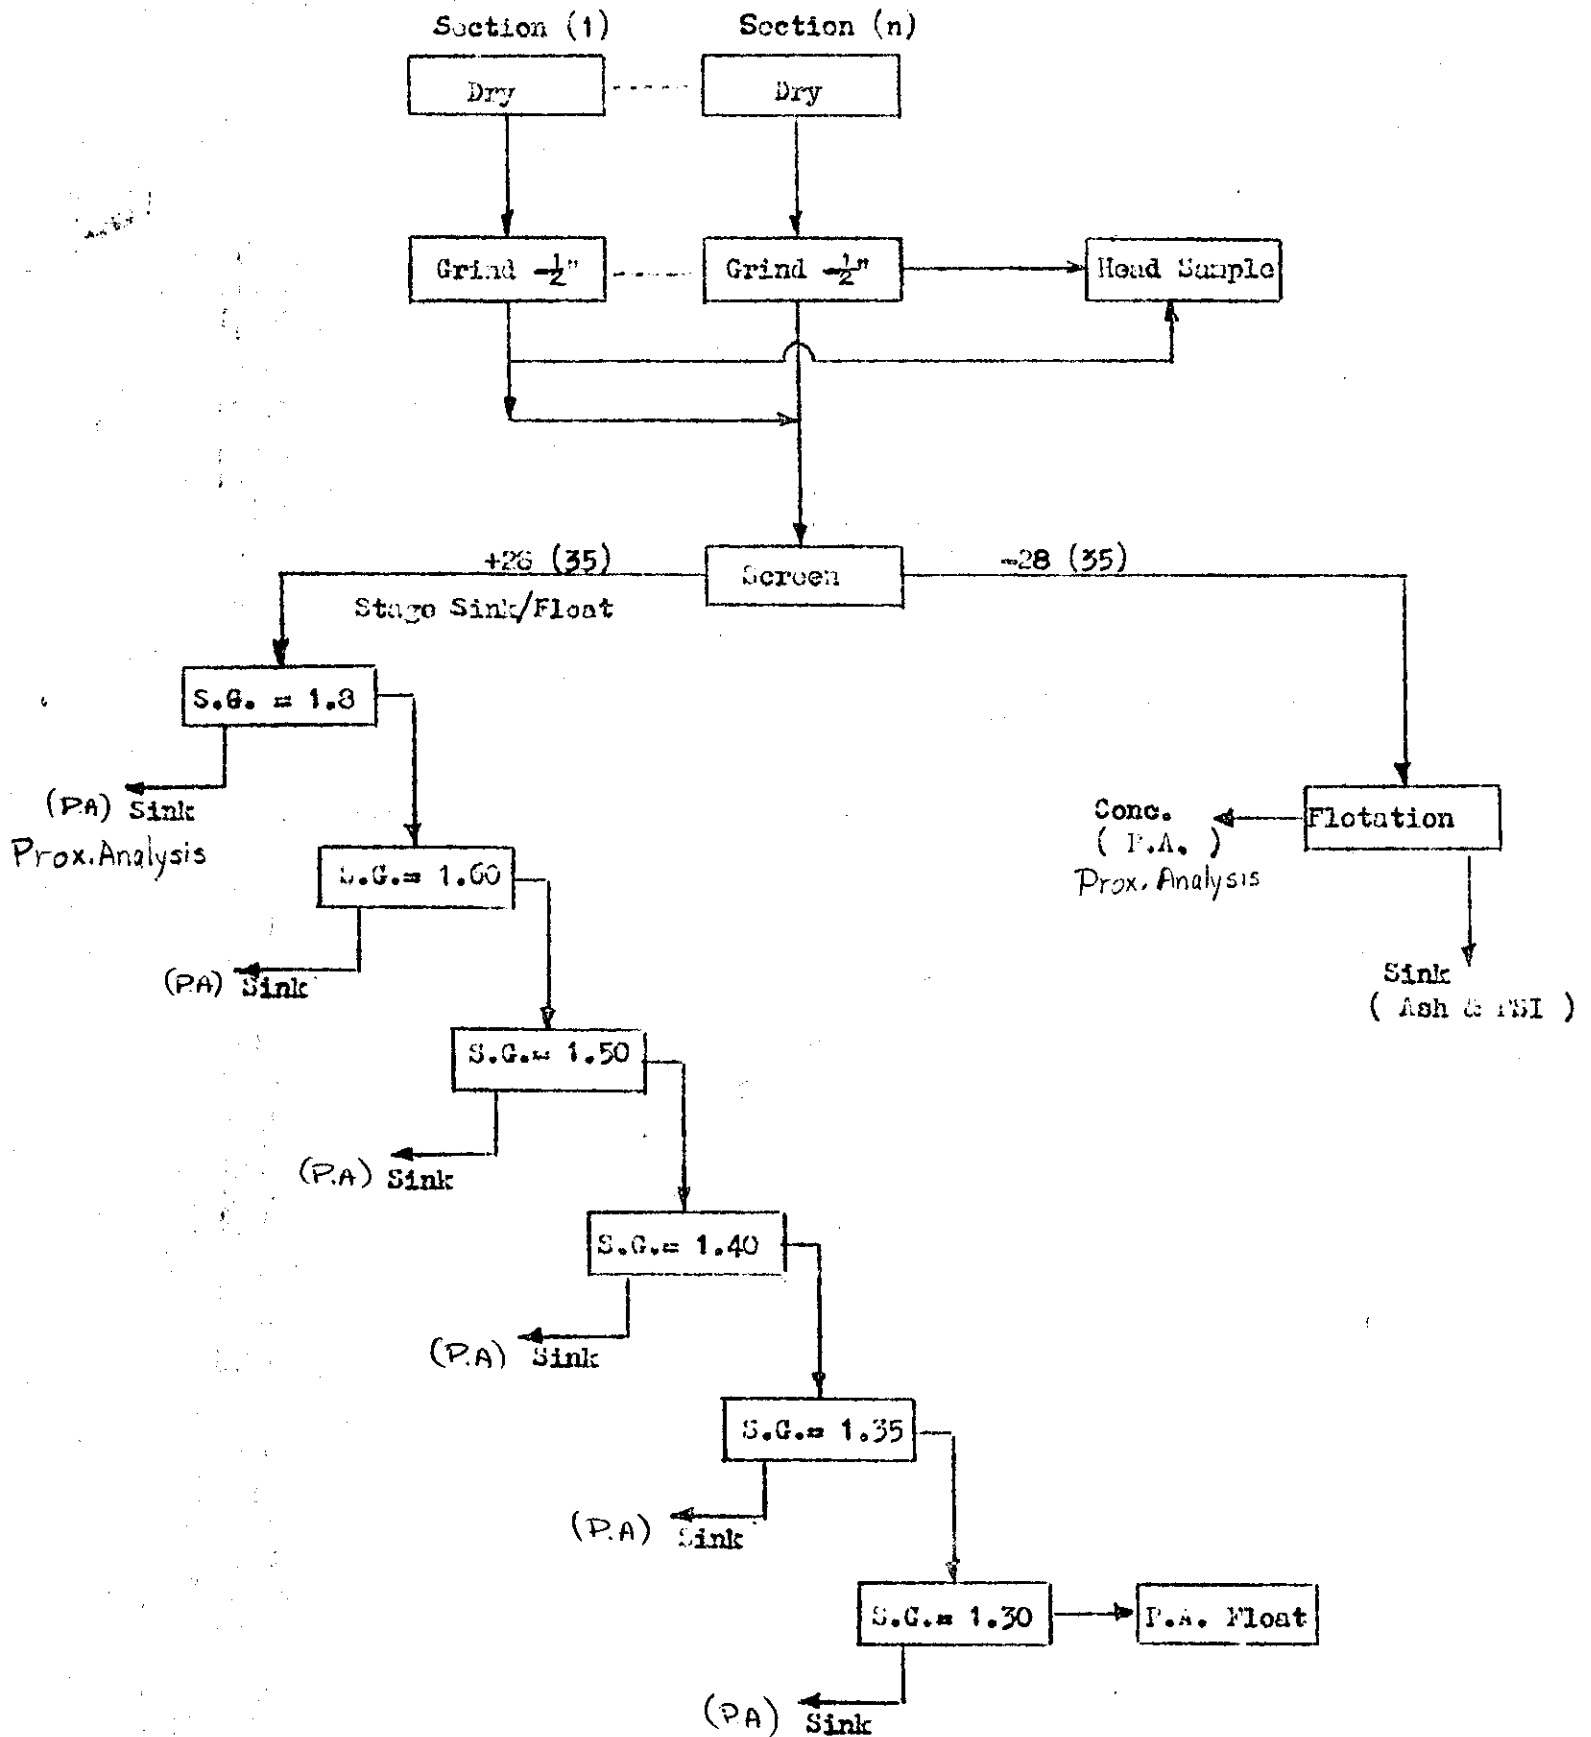 Section (1) Section (n)
Dry Dry
Grind -½" Grind -½" Head Sample
+28 (35) Screen -28 (35)
Stage Sink/Float
S.G. = 1.8
(P.A) Sink
Prox. Analysis
Conc. Flotation
( P.A. )
Prox. Analysis
S.G.= 1.60
(P.A) Sink
Sink
( Ash & FSI )
S.G.= 1.50
(P.A) Sink
S.G.= 1.40
(P.A) Sink
S.G.= 1.35
(P.A) Sink
S.G.= 1.30 P.A. Float
(P.A) Sink